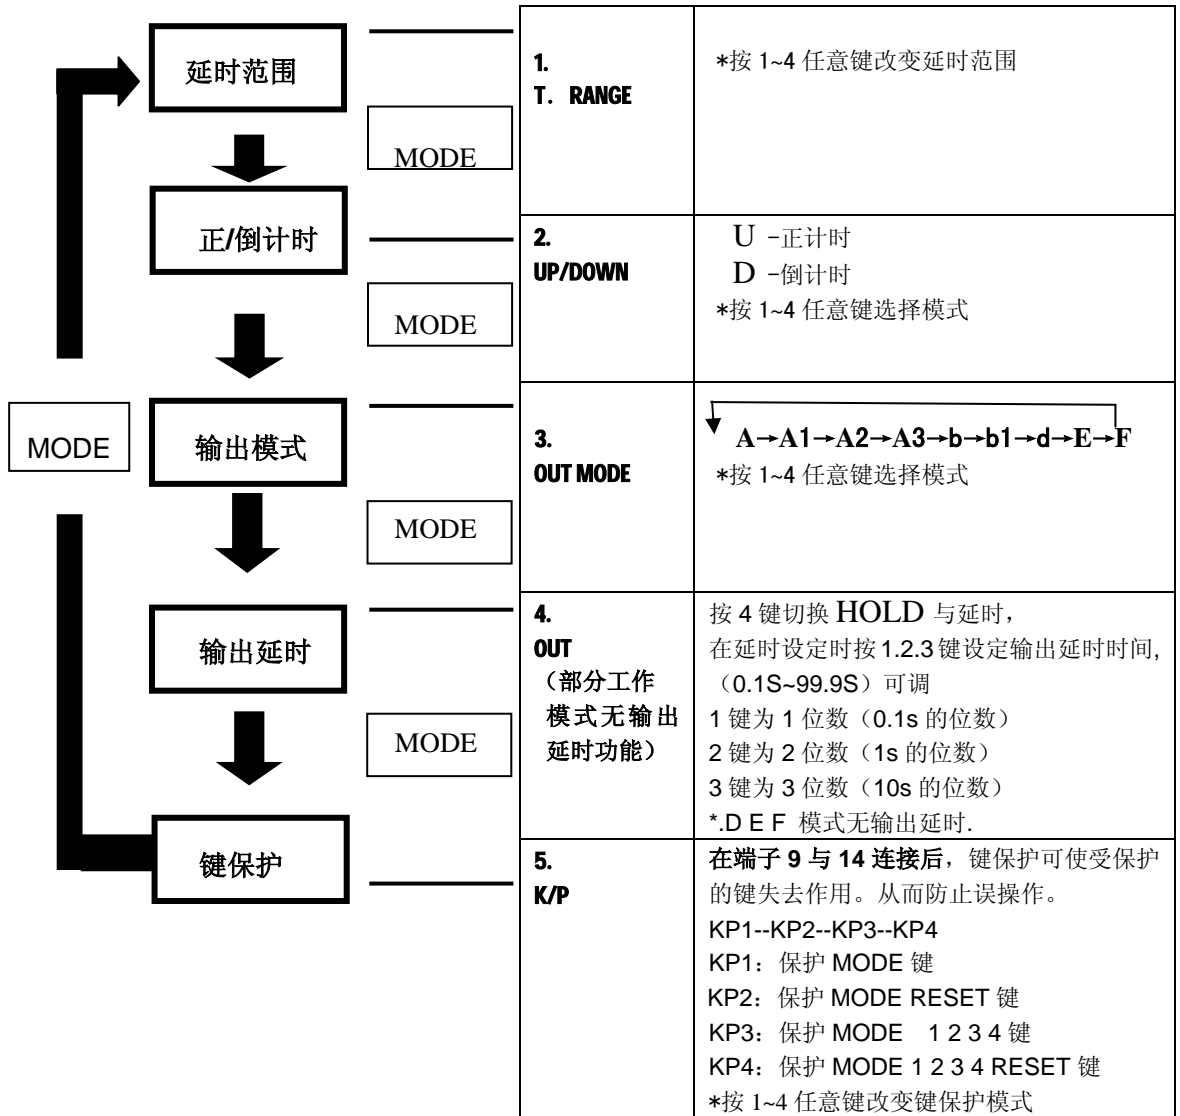 延时范围
MODE
正/倒计时
MODE
输出模式
MODE
MODE
输出延时
MODE
键保护
1.
T. RANGE
*按 1~4 任意键改变延时范围
2.
UP/DOWN
U -正计时
D -倒计时
*按 1~4 任意键选择模式
3.
OUT MODE
A→A1→A2→A3→b→b1→d→E→F
*按 1~4 任意键选择模式
4.
OUT
（部分工作
模式无输出
延时功能）
按 4 键切换 HOLD 与延时，
在延时设定时按 1.2.3 键设定输出延时时间,
（0.1S~99.9S）可调
1 键为 1 位数（0.1s 的位数）
2 键为 2 位数（1s 的位数）
3 键为 3 位数（10s 的位数）
*.D E F 模式无输出延时.
5.
K/P
在端子 9 与 14 连接后，键保护可使受保护
的键失去作用。从而防止误操作。
KP1--KP2--KP3--KP4
KP1：保护 MODE 键
KP2：保护 MODE RESET 键
KP3：保护 MODE 1 2 3 4 键
KP4：保护 MODE 1 2 3 4 RESET 键
*按 1~4 任意键改变键保护模式